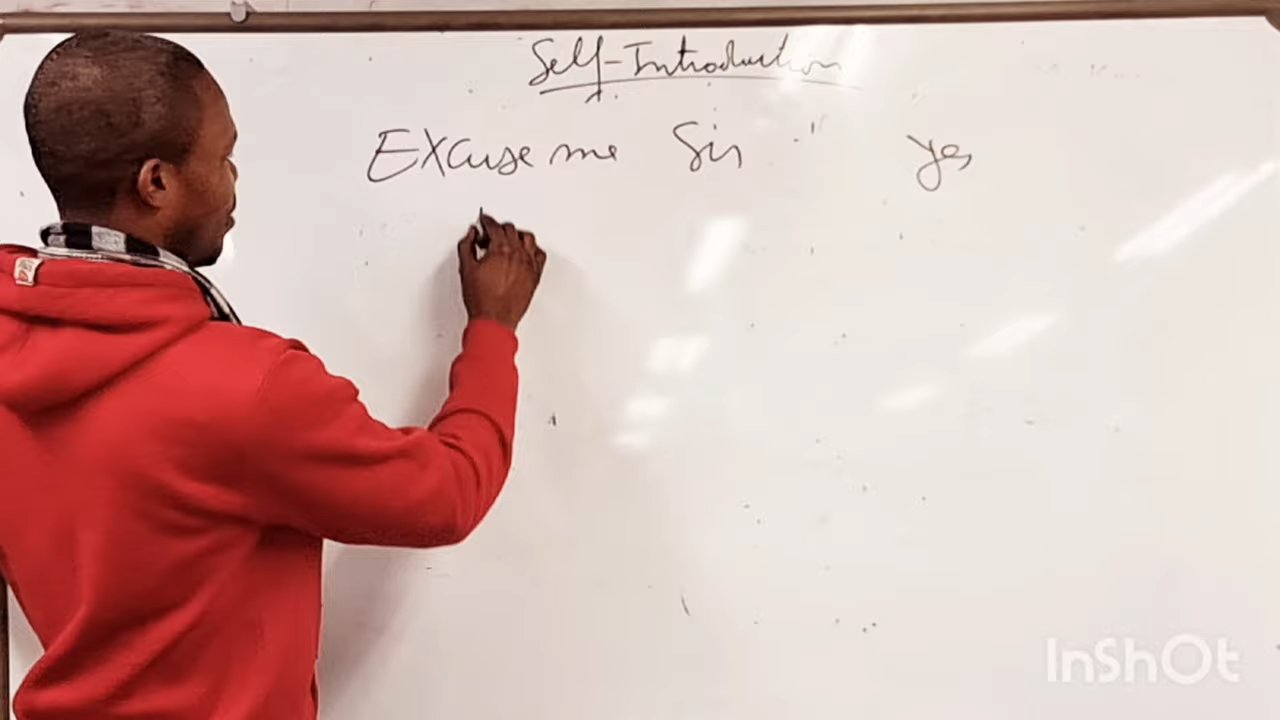 Self-Introduction
Excuse me Sir " yes
InShOt